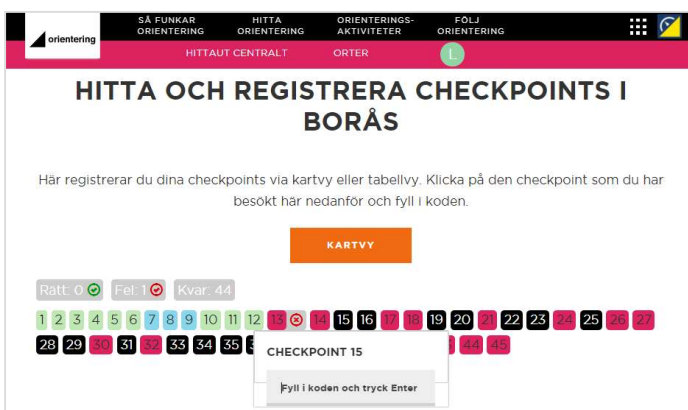 SÅ FUNKAR ORIENTERING
HITTA ORIENTERING
ORIENTERINGS- AKTIVITETER
FÖLJ ORIENTERING
orientering
HITTAUT CENTRALT ORTER L
HITTA OCH REGISTRERA CHECKPOINTS I
BORÅS
Här registrerar du dina checkpoints via kartvy eller tabellvy. Klicka på den checkpoint som du har
besökt här nedanför och fyll i koden.
KARTVY
Rätt: 0 Fel: 1 Kvar: 44
1 2 3 4 5 6 7 8 9 10 11 12 13 14 15 16 17 18 19 20 21 22 23 24 25 26 27
28 29 30 31 32 33 34 35 44 45
CHECKPOINT 15
Fyll i koden och tryck Enter